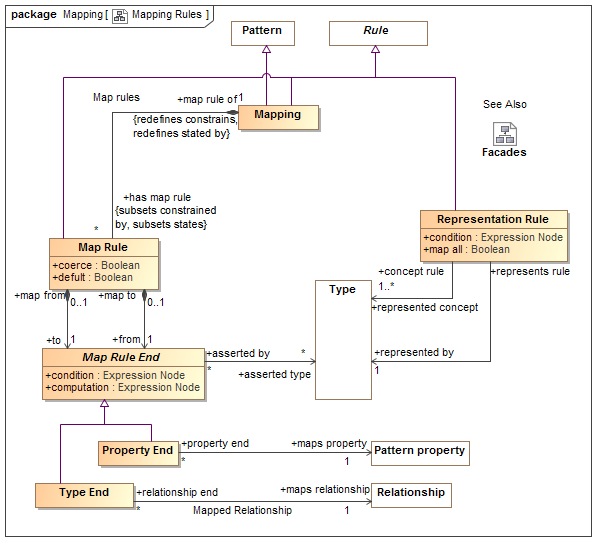 package Mapping [ Mapping Rules ]
Pattern
Rule
Map rules
+map rule of
1
{redefines constrains,
redefines stated by}
Mapping
See Also
Facades
+has map rule
{subsets constrained
by, subsets states}
*
Map Rule
+coerce : Boolean
+defult : Boolean
Representation Rule
+condition : Expression Node
+map all : Boolean
+map from
0..1
+map to
0..1
+concept rule
1..*
+represented concept
+represents rule
Type
+to
1
+from
1
+represented by
1
Map Rule End
+condition : Expression Node
+computation : Expression Node
+asserted by
*
*
+asserted type
Property End
+property end
*
+maps property
1
Pattern property
Type End
+relationship end
*
Mapped Relationship
+maps relationship
1
Relationship